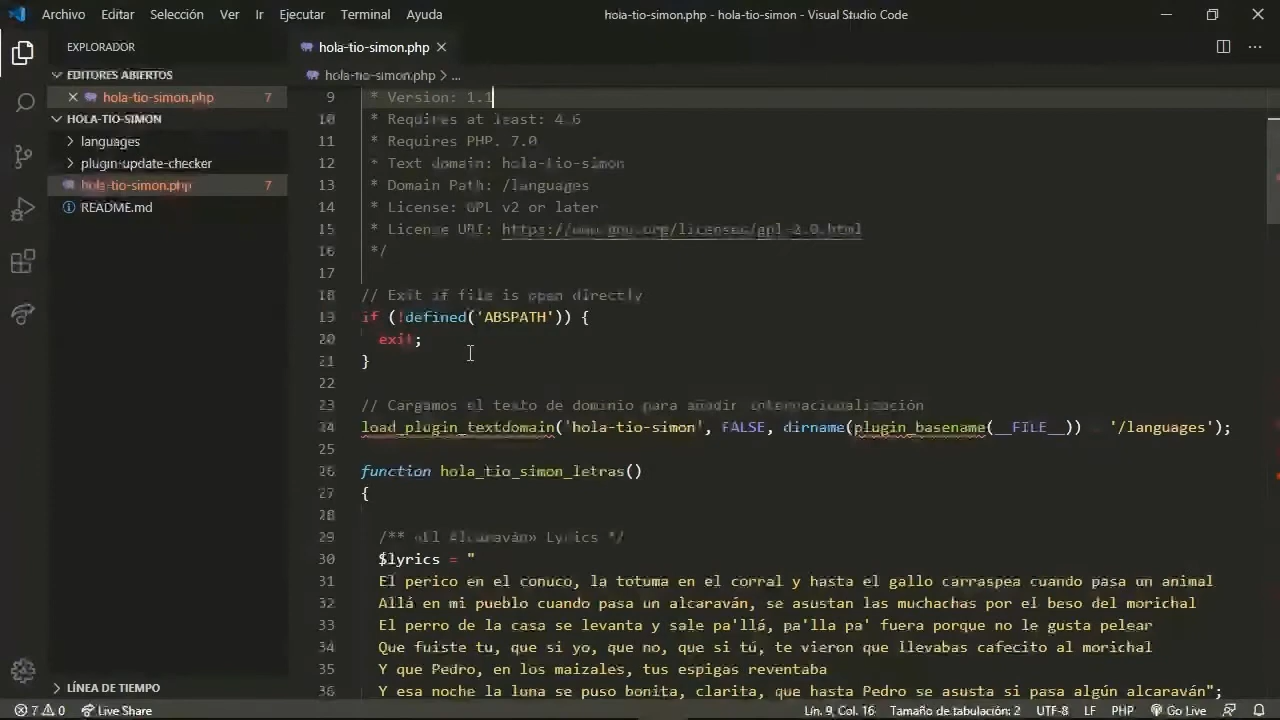 Archivo Editar Selección Ver Ir Ejecutar Terminal Ayuda
hola-tio-simon.php - hola-tio-simon - Visual Studio Code
EXPLORADOR
EDITORES ABIERTOS
hola-tio-simon.php 7
HOLA-TIO-SIMON
languages
plugin-update-checker
hola-tio-simon.php 7
README.md
LÍNEA DE TIEMPO
hola-tio-simon.php
hola-tio-simon.php > ...
9 * Version: 1.1
10 * Requires at least: 4.6
11 * Requires PHP: 7.0
12 * Text domain: hola-tio-simon
13 * Domain Path: /languages
14 * License: GPL v2 or later
15 * License URI: https://www.gnu.org/licenses/gpl-2.0.html
16 */
17
18 // Exit if file is open directly
19 if (!defined('ABSPATH')) {
20 exit;
21 }
22
23 // Cargamos el texto de dominio para añadir internacionalización
24 load_plugin_textdomain('hola-tio-simon', FALSE, dirname(plugin_basename(__FILE__)) '/languages');
25
26 function hola_tio_simon_letras()
27 {
28
29 /** «El Alcaraván» Lyrics */
30 $lyrics = "
31 El perico en el conuco, la totuma en el corral y hasta el gallo carraspea cuando pasa un animal
32 Allá en mi pueblo cuando pasa un alcaraván, se asustan las muchachas por el beso del morichal
33 El perro de la casa se levanta y sale pa'llá, pa'lla pa' fuera porque no le gusta pelear
34 Que fuiste tu, que si yo, que no, que si tú, te vieron que llevabas cafecito al morichal
35 Y que Pedro, en los maizales, tus espigas reventaba
36 Y esa noche la luna se puso bonita, clarita, que hasta Pedro se asusta si pasa algún alcaraván";
7 0 Live Share Lín. 9, Col. 16 Tamaño de tabulación: 2 UTF-8 LF PHP Go Live